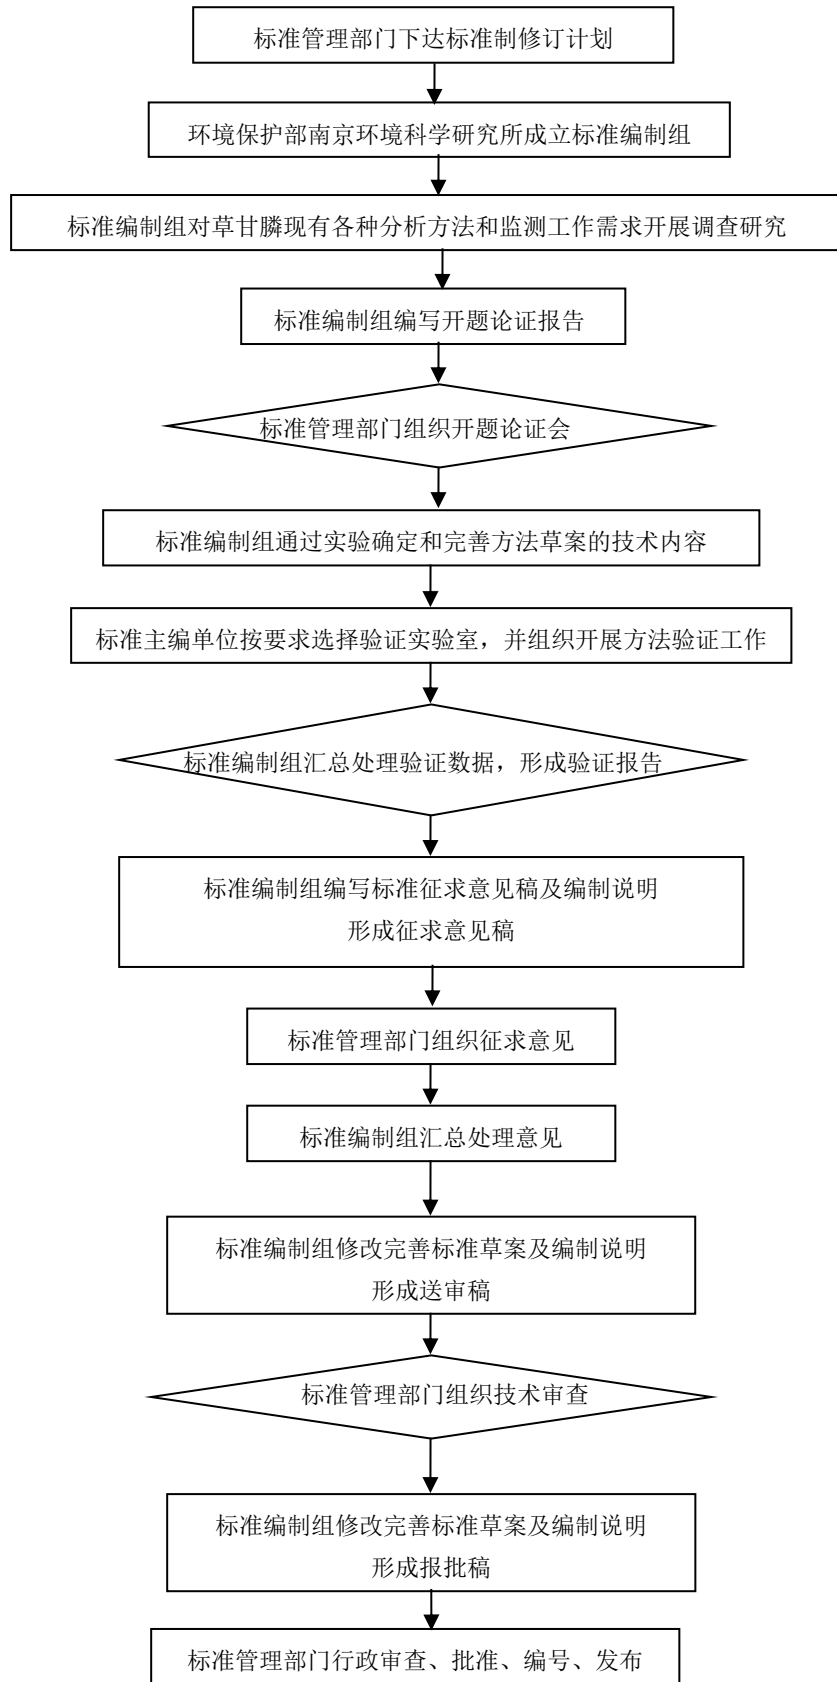 标准管理部门下达标准制修订计划
环境保护部南京环境科学研究所成立标准编制组
标准编制组对草甘膦现有各种分析方法和监测工作需求开展调查研究
标准编制组编写开题论证报告
标准管理部门组织开题论证会
标准编制组通过实验确定和完善方法草案的技术内容
标准主编单位按要求选择验证实验室，并组织开展方法验证工作
标准编制组汇总处理验证数据，形成验证报告
标准编制组编写标准征求意见稿及编制说明
形成征求意见稿
标准管理部门组织征求意见
标准编制组汇总处理意见
标准编制组修改完善标准草案及编制说明
形成送审稿
标准管理部门组织技术审查
标准编制组修改完善标准草案及编制说明
形成报批稿
标准管理部门行政审查、批准、编号、发布